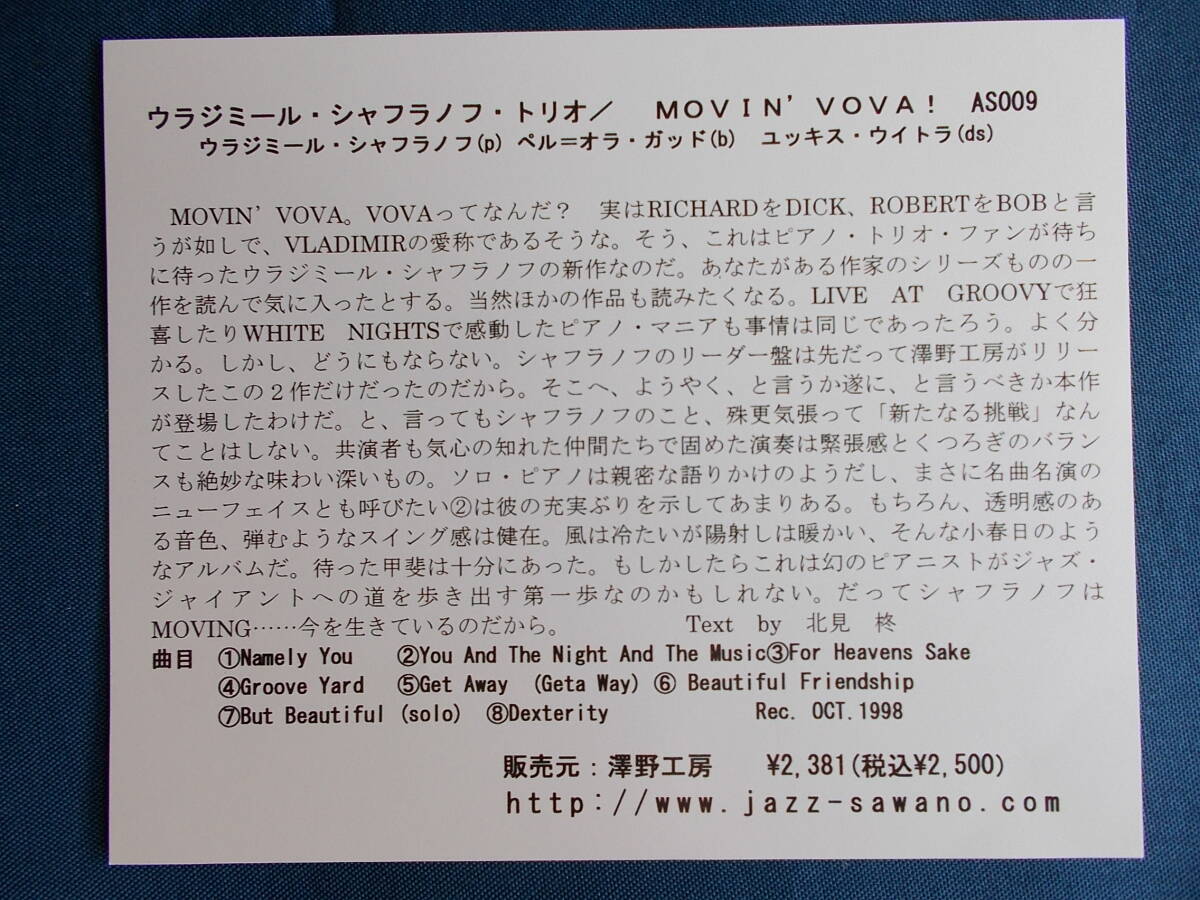 ウラジミール・シャフラノフ・トリオ／　ＭＯＶＩＮ’ＶＯＶＡ！　AS009
ウラジミール・シャフラノフ(p) ペル＝オラ・ガッド(b)　ユッキス・ウイトラ(ds)
MOVIN’ VOVA。VOVAってなんだ？　実はRICHARDをDICK、ROBERTをBOBと言
うが如しで、VLADIMIRの愛称であるそうな。そう、これはピアノ・トリオ・ファンが待ち
に待ったウラジミール・シャフラノフの新作なのだ。あなたがある作家のシリーズものの一
作を読んで気に入ったとする。当然ほかの作品も読みたくなる。LIVE　AT　GROOVYで狂
喜したりWHITE　NIGHTSで感動したピアノ・マニアも事情は同じであったろう。よく分
かる。しかし、どうにもならない。シャフラノフのリーダー盤は先だって澤野工房がリリー
スしたこの２作だけだったのだから。そこへ、ようやく、と言うか遂に、と言うべきか本作
が登場したわけだ。と、言ってもシャフラノフのこと、殊更気張って「新たなる挑戦」なん
てことはしない。共演者も気心の知れた仲間たちで固めた演奏は緊張感とくつろぎのバラン
スも絶妙な味わい深いもの。ソロ・ピアノは親密な語りかけのようだし、まさに名曲名演の
ニューフェイスとも呼びたい②は彼の充実ぶりを示してあまりある。もちろん、透明感のあ
る音色、弾むようなスイング感は健在。風は冷たいが陽射しは暖かい、そんな小春日のよう
なアルバムだ。待った甲斐は十分にあった。もしかしたらこれは幻のピアニストがジャズ・
ジャイアントへの道を歩き出す第一歩なのかもしれない。だってシャフラノフは
MOVING……今を生きているのだから。　　　　　Text　by　北見　柊
曲目　①Namely You　②You And The Night And The Music③For Heavens Sake
④Groove Yard　⑤Get Away　(Geta Way) ⑥ Beautiful Friendship
⑦But Beautiful (solo)　⑧Dexterity　　　　　　Rec. OCT.1998
販売元：澤野工房　　¥2,381(税込¥2,500)
ｈｔｔｐ：//ｗｗｗ.ｊａｚｚ-ｓａｗａｎｏ.ｃｏｍ